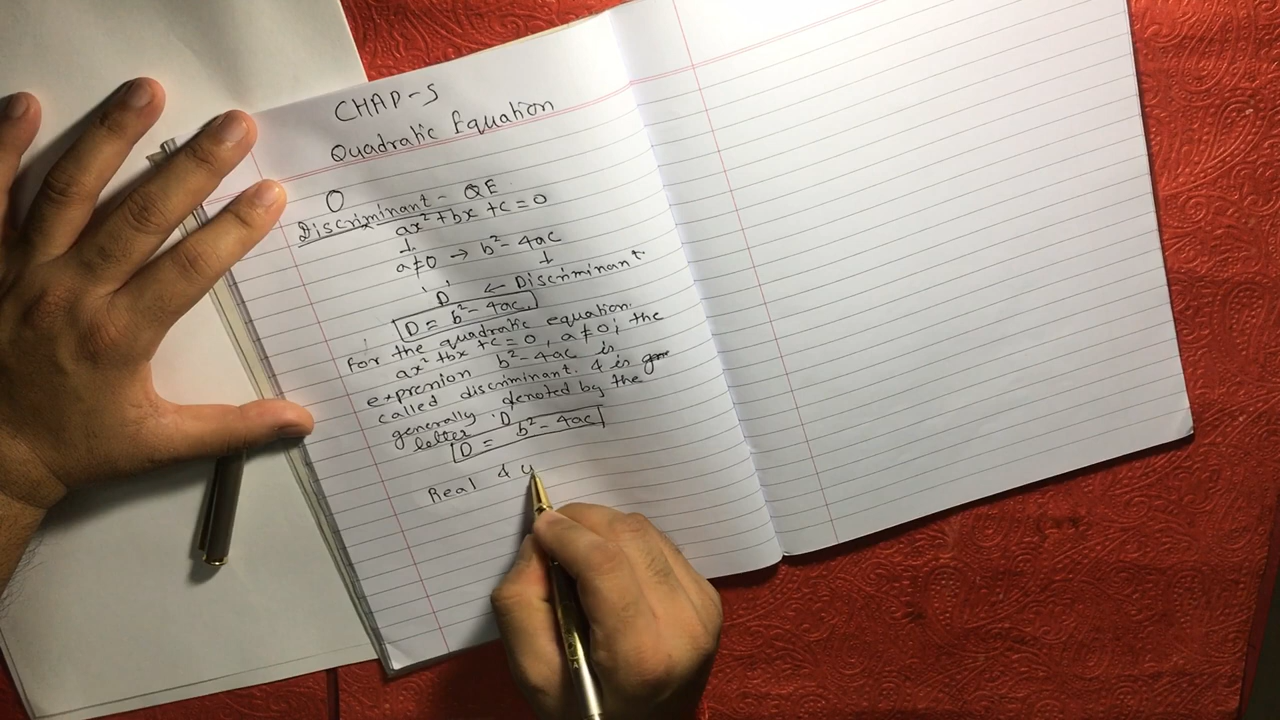 CHAP-5
Quadratic Equation
Discriminant - QE
ax² + bx + c = 0
a ≠ 0 → b² - 4ac
'D' ← Discriminant
D = b² - 4ac.
For the quadratic equation.
ax² + bx + c = 0, a ≠ 0; the
expression b² - 4ac is
called discriminant. & is
generally denoted by the
letter 'D'
D = b² - 4ac
Real & u